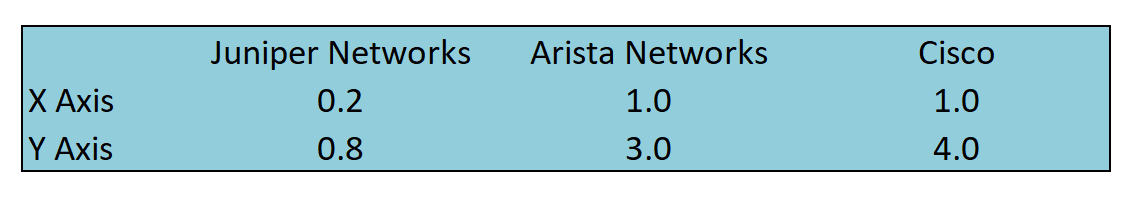 Juniper Networks Arista Networks Cisco
X Axis 0.2 1.0 1.0
Y Axis 0.8 3.0 4.0